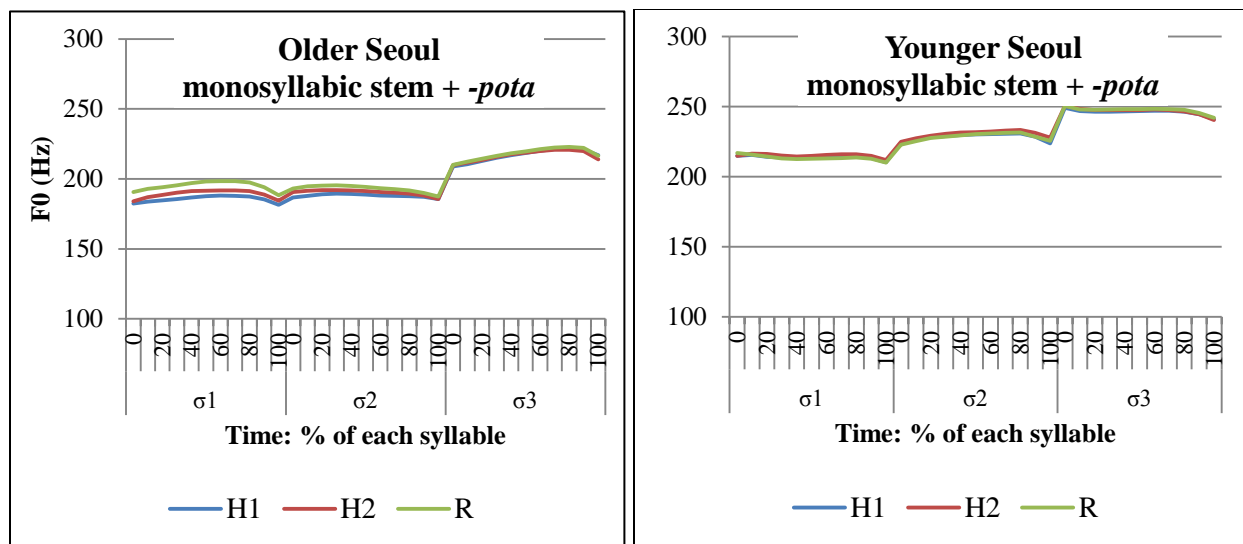 Older Seoul
monosyllabic stem + -pota
F0 (Hz)
300
250
200
150
100
0 20 40 60 80 100 0 20 40 60 80 100 0 20 40 60 80 100
σ1 σ2 σ3
Time: % of each syllable
H1 H2 R
Younger Seoul
monosyllabic stem + -pota
300
250
200
150
100
0 20 40 60 80 100 0 20 40 60 80 100 0 20 40 60 80 100
σ1 σ2 σ3
Time: % of each syllable
H1 H2 R